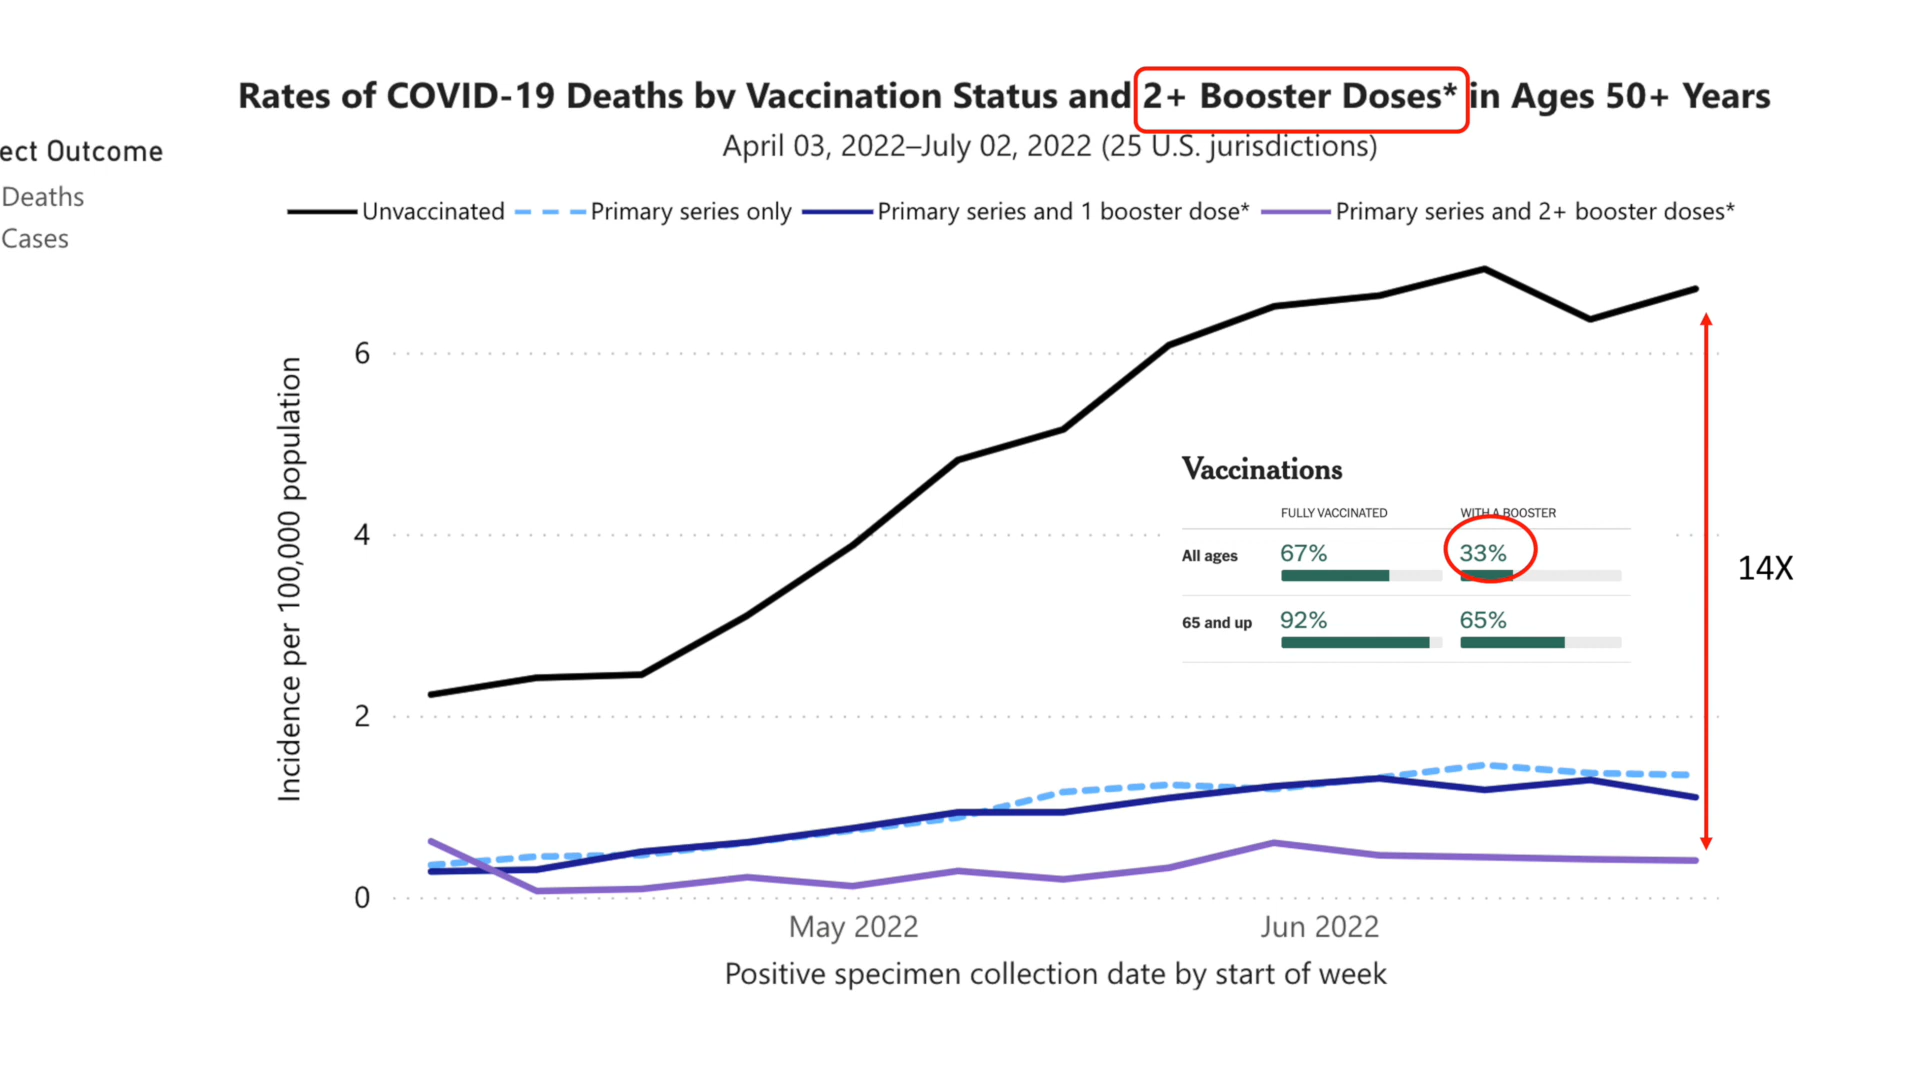 Rates of COVID-19 Deaths by Vaccination Status and 2+ Booster Doses* in Ages 50+ Years
April 03, 2022–July 02, 2022 (25 U.S. jurisdictions)
ect Outcome
Deaths
Cases
Unvaccinated Primary series only Primary series and 1 booster dose* Primary series and 2+ booster doses*
Incidence per 100,000 population
6
4
2
0
Vaccinations
FULLY VACCINATED WITH A BOOSTER
All ages 67% 33%
65 and up 92% 65%
14X
May 2022 Jun 2022
Positive specimen collection date by start of week